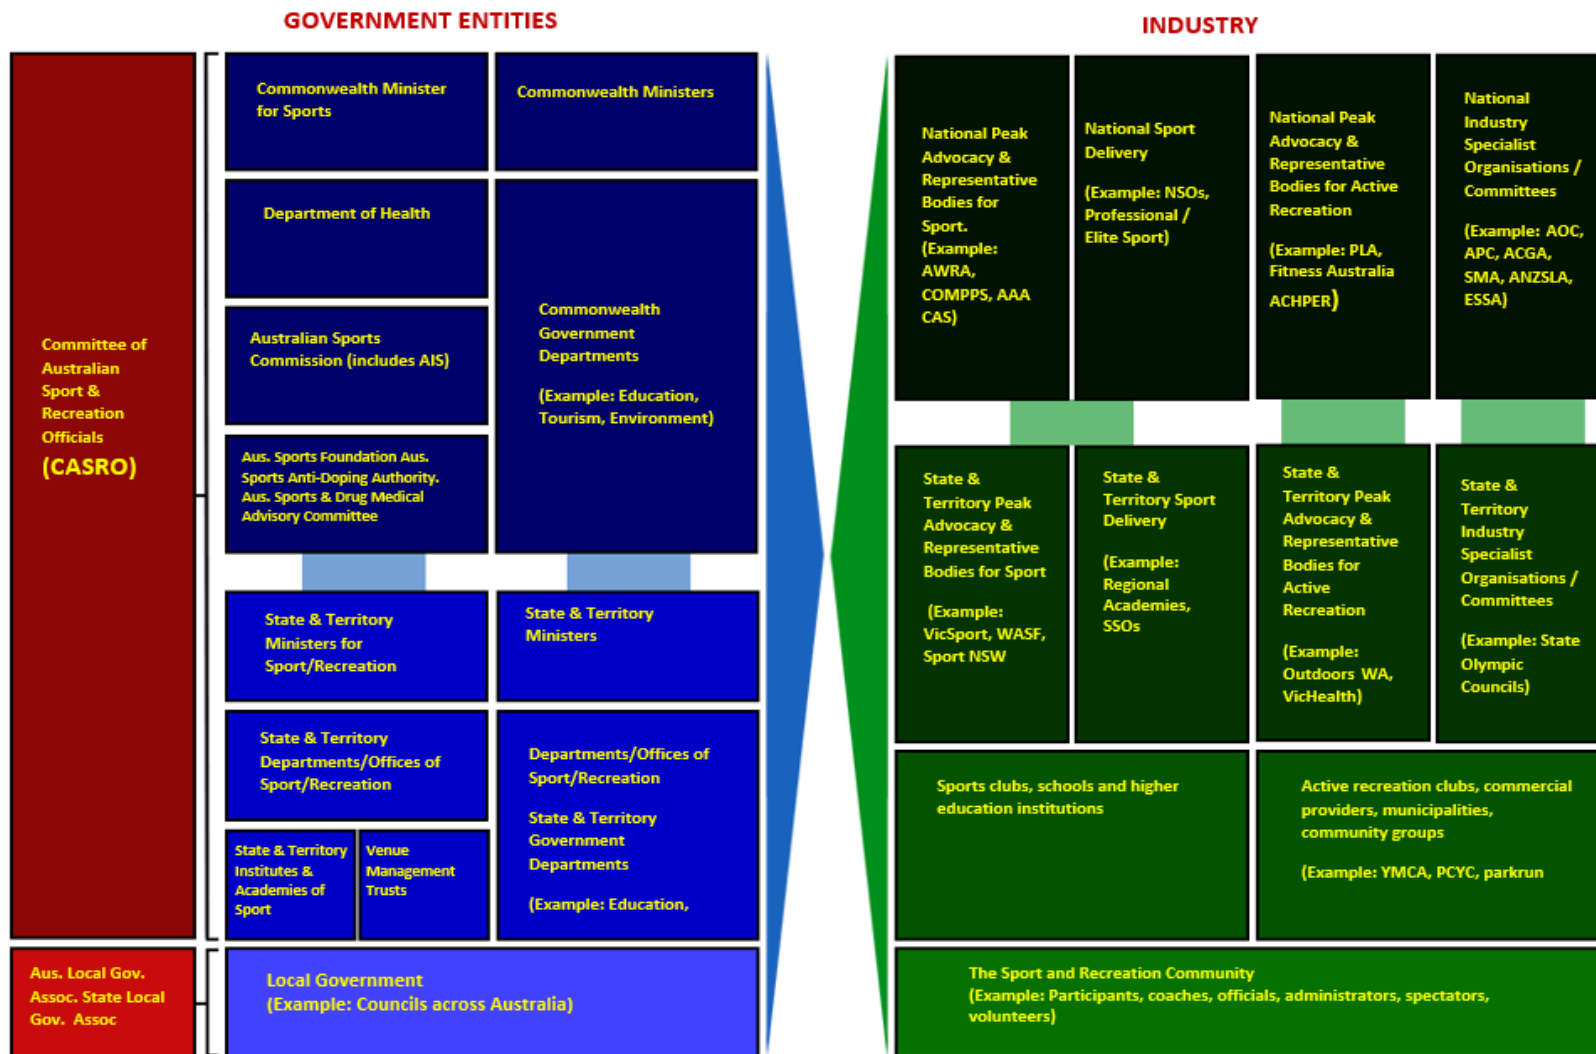 GOVERNMENT ENTITIES
INDUSTRY
Committee of
Australian
Sport &
Recreation
Officials
(CASRO)
Commonwealth Minister
for Sports
Commonwealth Ministers
Department of Health
Australian Sports
Commission (includes AIS)
Commonwealth
Government
Departments
(Example: Education,
Tourism, Environment)
Aus. Sports Foundation Aus.
Sports Anti-Doping Authority.
Aus. Sports & Drug Medical
Advisory Committee
State & Territory
Ministers for
Sport/Recreation
State & Territory
Ministers
State & Territory
Departments/Offices of
Sport/Recreation
Departments/Offices of
Sport/Recreation
State & Territory
Government
Departments
(Example: Education,
State & Territory
Institutes &
Academies of
Sport
Venue
Management
Trusts
Aus. Local Gov.
Assoc. State Local
Gov. Assoc
Local Government
(Example: Councils across Australia)
National Peak
Advocacy &
Representative
Bodies for
Sport.
(Example:
AWRA,
COMPPS, AAA
CAS)
National Sport
Delivery
(Example: NSOs,
Professional /
Elite Sport)
National Peak
Advocacy &
Representative
Bodies for Active
Recreation
(Example: PLA,
Fitness Australia
ACHPER)
National
Industry
Specialist
Organisations /
Committees
(Example: AOC,
APC, ACGA,
SMA, ANZSLA,
ESSA)
State &
Territory Peak
Advocacy &
Representative
Bodies for Sport
(Example:
VicSport, WASF,
Sport NSW
State &
Territory Sport
Delivery
(Example:
Regional
Academies,
SSOs
State &
Territory Peak
Advocacy &
Representative
Bodies for
Active
Recreation
(Example:
Outdoors WA,
VicHealth)
State &
Territory
Industry
Specialist
Organisations /
Committees
(Example: State
Olympic
Councils)
Sports clubs, schools and higher
education institutions
Active recreation clubs, commercial
providers, municipalities,
community groups
(Example: YMCA, PCYC, parkrun
The Sport and Recreation Community
(Example: Participants, coaches, officials, administrators, spectators,
volunteers)